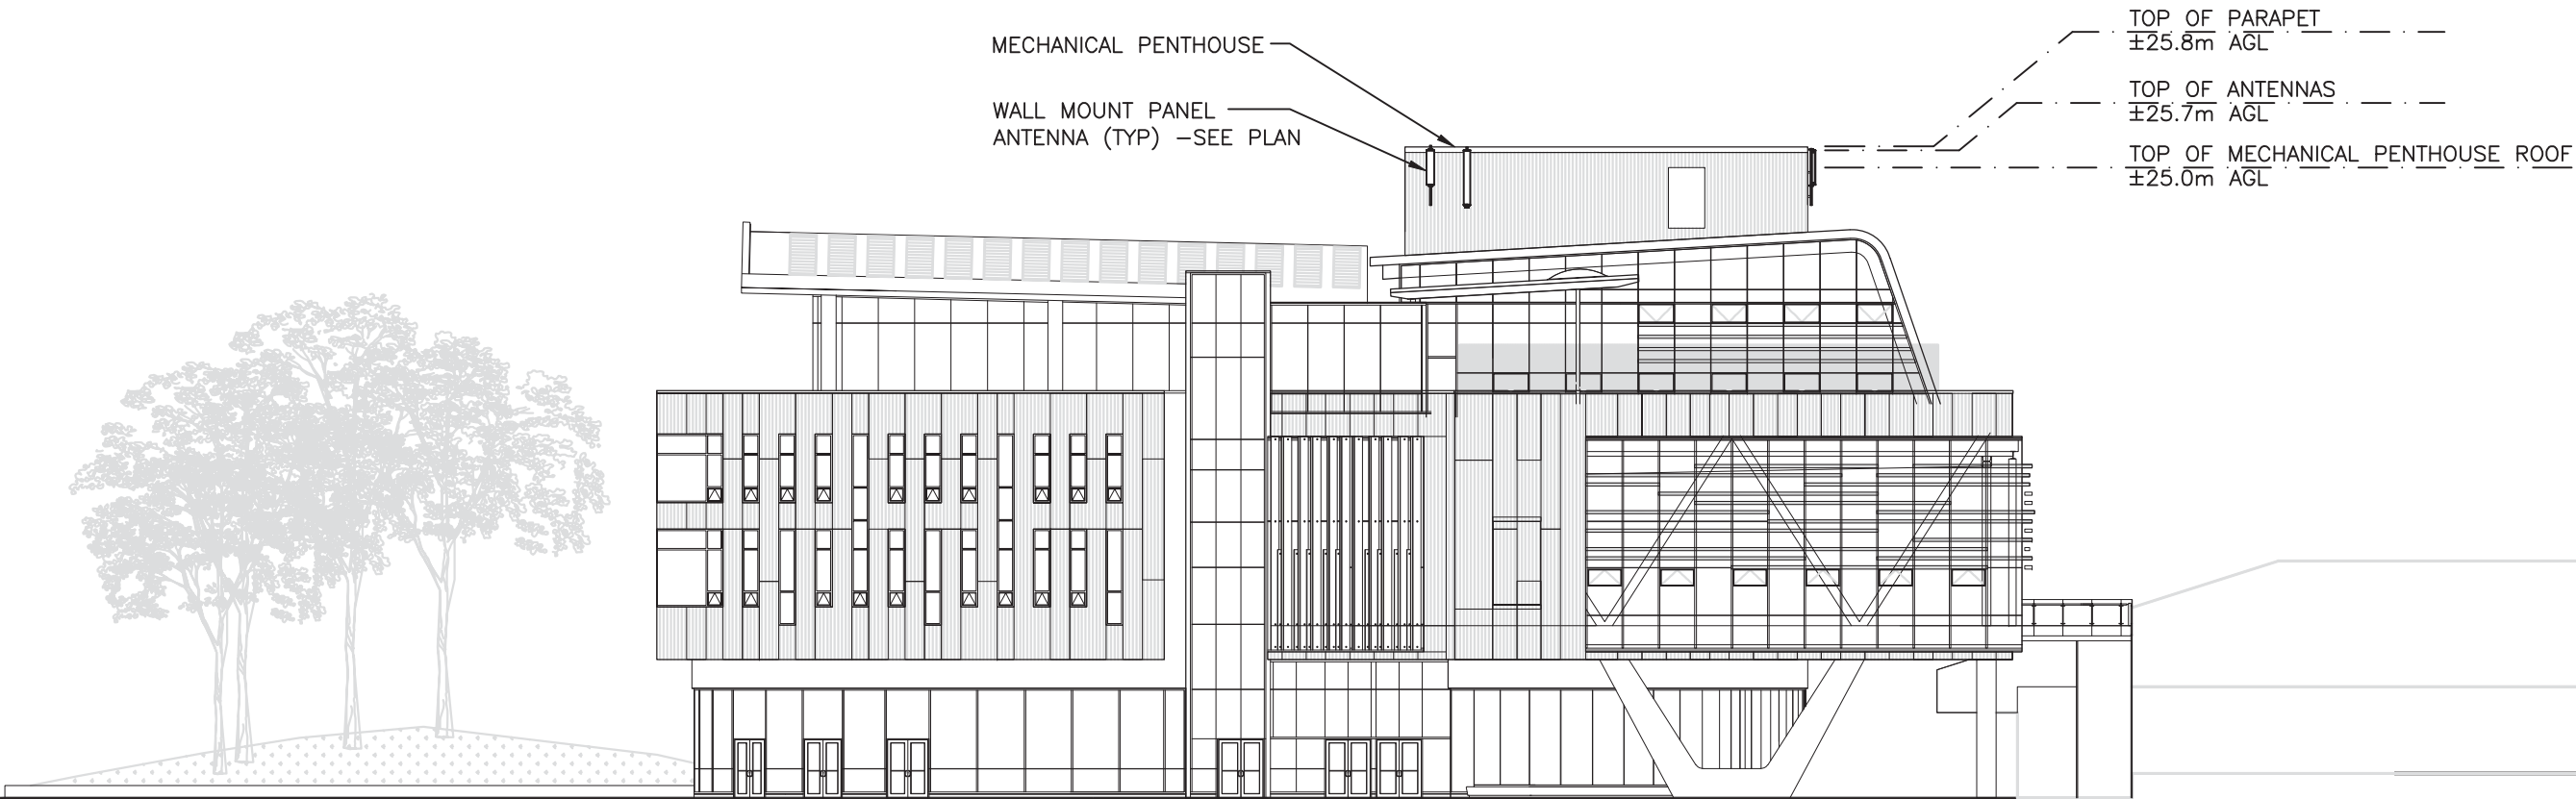 MECHANICAL PENTHOUSE
WALL MOUNT PANEL
ANTENNA (TYP) –SEE PLAN
TOP OF PARAPET
±25.8m AGL
TOP OF ANTENNAS
±25.7m AGL
TOP OF MECHANICAL PENTHOUSE ROOF
±25.0m AGL